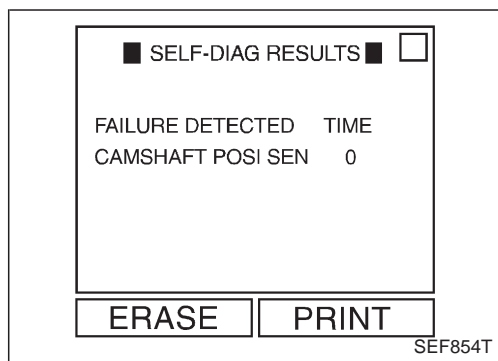 SELF-DIAG RESULTS
FAILURE DETECTED TIME
CAMSHAFT POSI SEN 0
ERASE PRINT
SEF854T